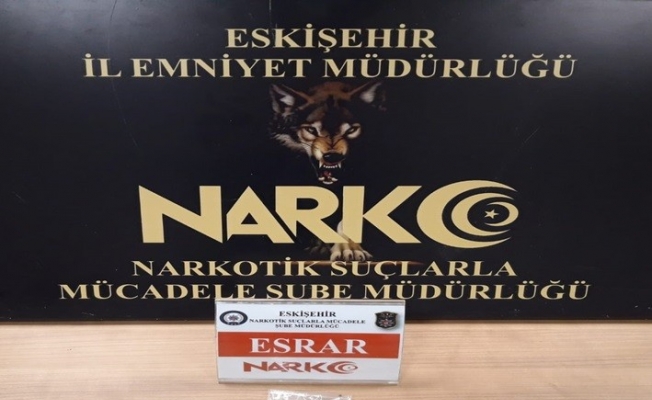 ESKİŞEHİR
İL EMNİYET MÜDÜRLÜĞÜ
NARKO
NARKOTİK SUÇLARLA
MÜCADELE ŞUBE MÜDÜRLÜĞÜ
ESKİŞEHİR
NARKOTİK SUÇLARLA MÜCADELE
ŞUBE MÜDÜRLÜĞÜ
ESRAR
NARKO